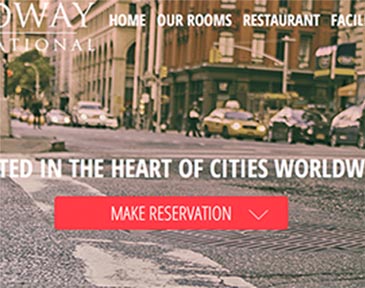 OWAY
HOME OUR ROOMS RESTAURANT FACIL
ATIONAL
TED IN THE HEART OF CITIES WORLDW
MAKE RESERVATION